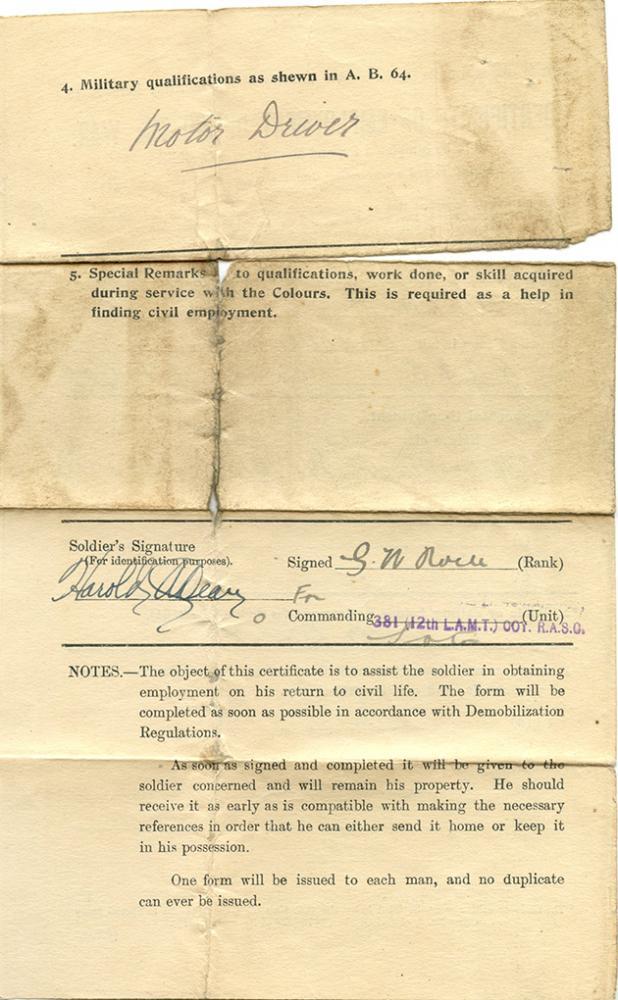 4. Military qualifications as shewn in A. B. 64.
Motor Driver
5. Special Remarks to qualifications, work done, or skill acquired
during service with the Colours. This is required as a help in
finding civil employment.
Soldier's Signature
(For identification purposes).
Signed G. W (Rank)
Harold
For
Commanding 381 (12th L.A.M.T.) COY. R.A.S.C. (Unit)
NOTES.—The object of this certificate is to assist the soldier in obtaining
employment on his return to civil life. The form will be
completed as soon as possible in accordance with Demobilization
Regulations.
As soon as signed and completed it will be given to the
soldier concerned and will remain his property. He should
receive it as early as is compatible with making the necessary
references in order that he can either send it home or keep it
in his possession.
One form will be issued to each man, and no duplicate
can ever be issued.